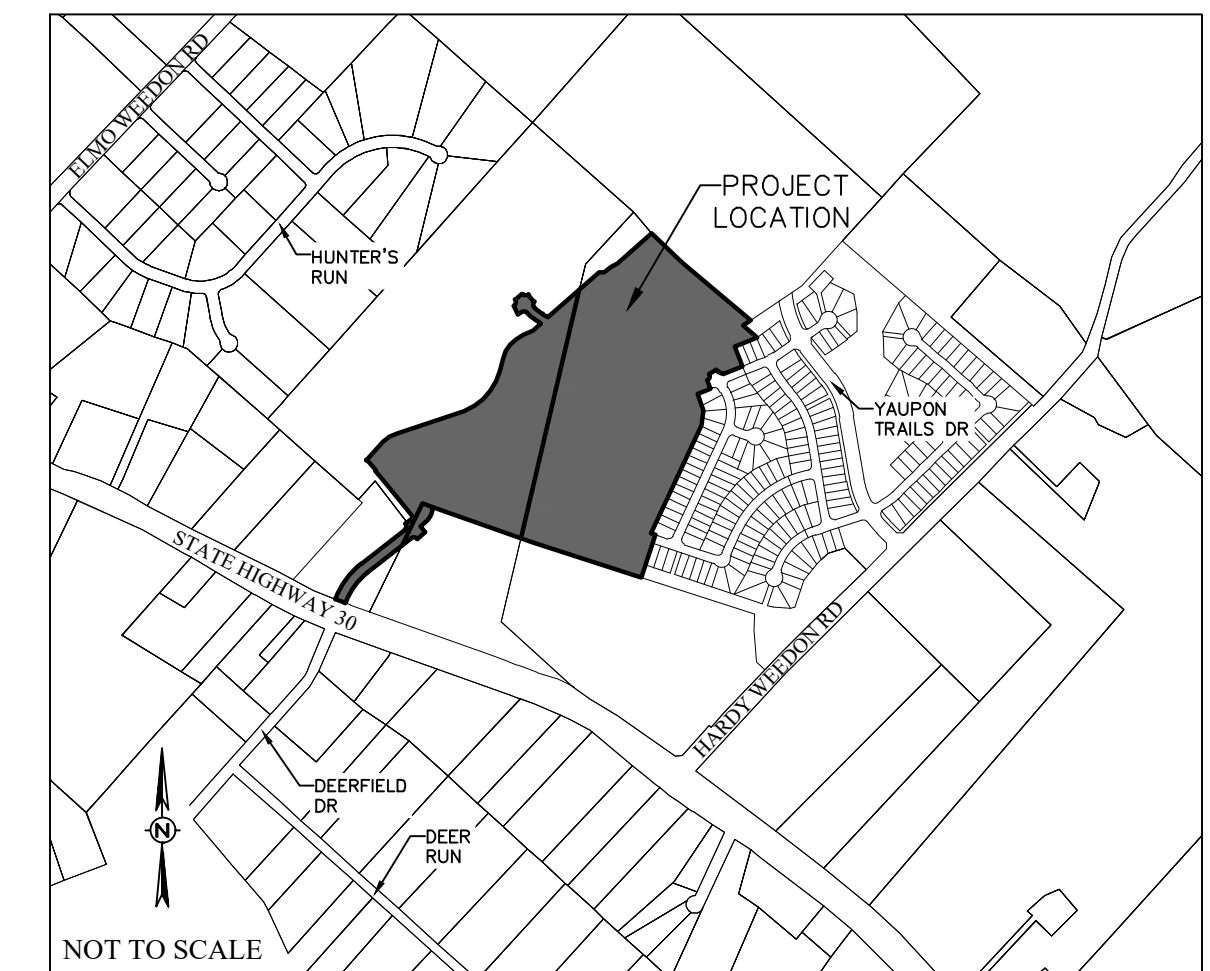 ELMO WEEDON RD
PROJECT
LOCATION
HUNTER'S
RUN
YAUPON
TRAILS DR
STATE HIGHWAY 30
HARDY WEEDON RD
DEERFIELD
DR
DEER
RUN
N
NOT TO SCALE